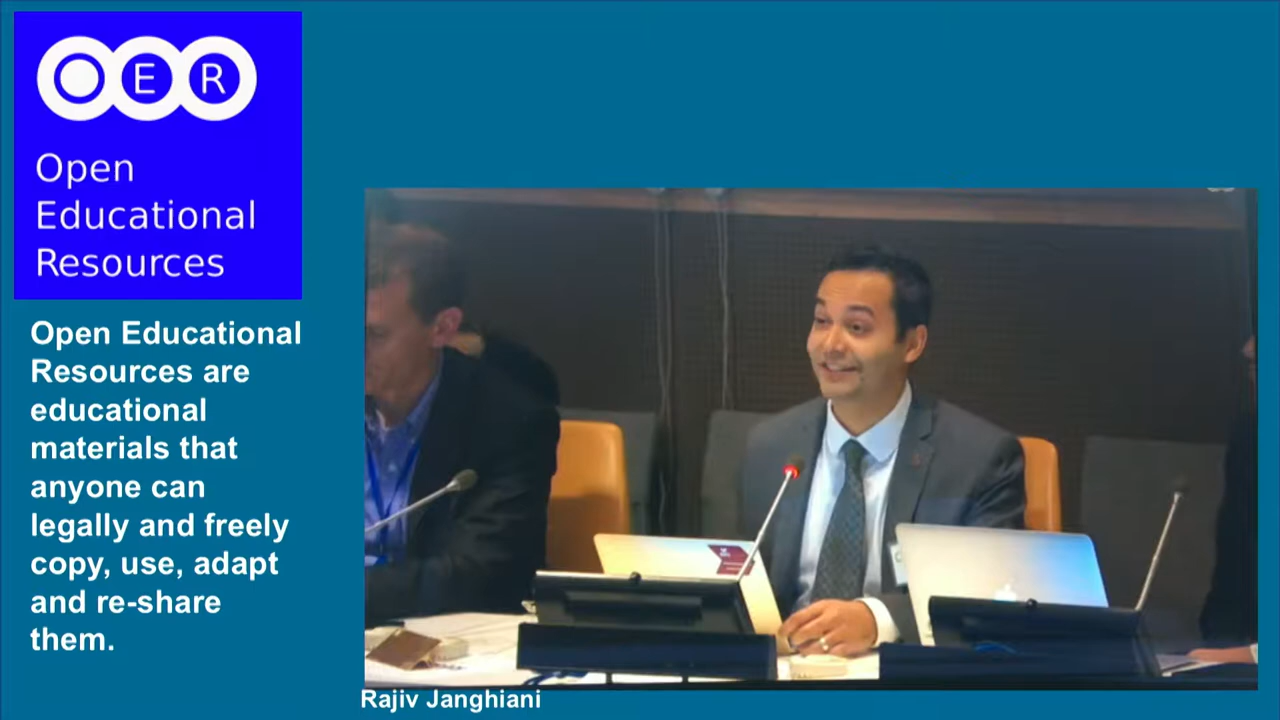 OER
Open
Educational
Resources
Open Educational
Resources are
educational
materials that
anyone can
legally and freely
copy, use, adapt
and re-share
them.
Rajiv Janghiani